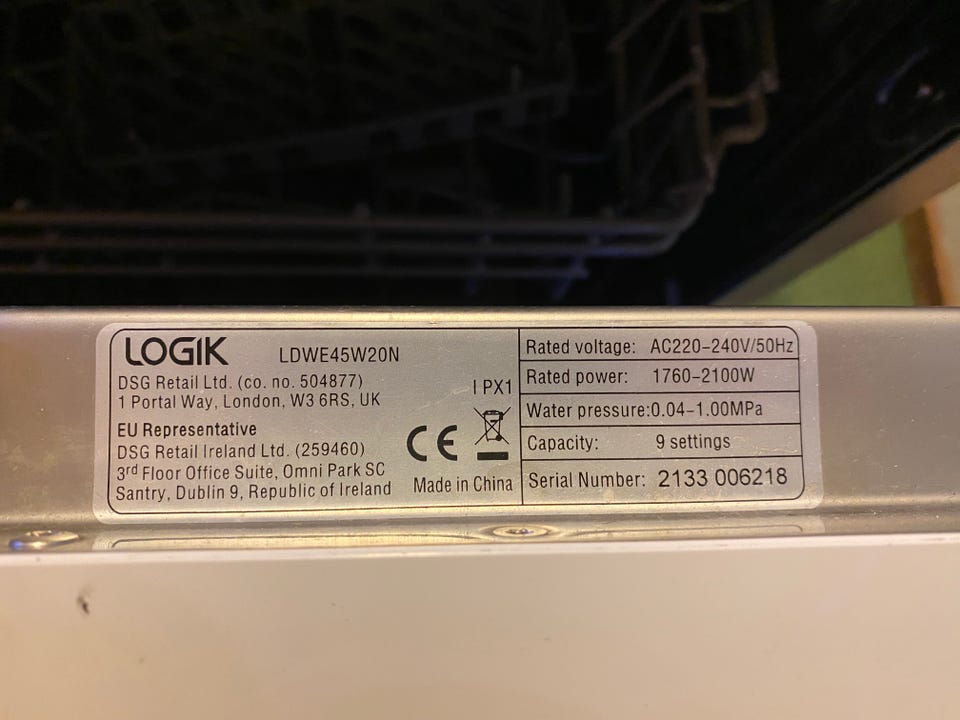 LOGIK LDWE45W20N
DSG Retail Ltd. (co. no. 504877)
1 Portal Way, London, W3 6RS, UK
EU Representative
DSG Retail Ireland Ltd. (259460)
3rd Floor Office Suite, Omni Park SC
Santry, Dublin 9, Republic of Ireland
IPX1
CE
Made in China
Rated voltage: AC220-240V/50Hz
Rated power: 1760-2100W
Water pressure:0.04-1.00MPa
Capacity: 9 settings
Serial Number: 2133 006218